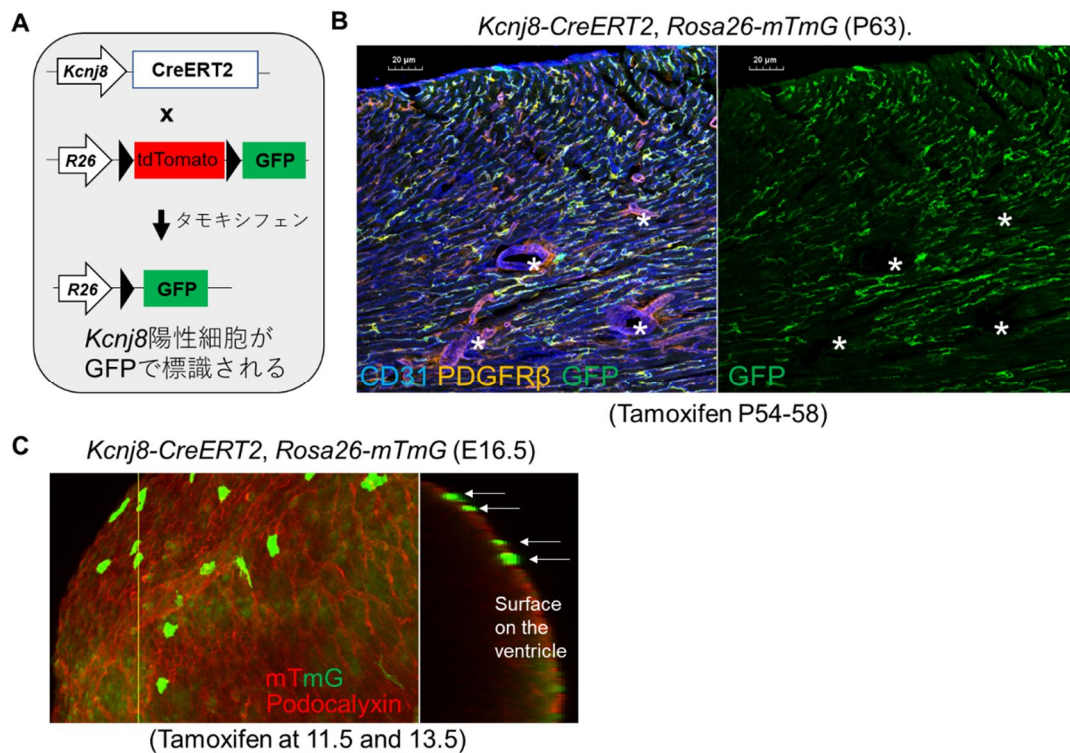 A
Kcnj8
CreERT2
x
R26
tdTomato
GFP
タモキシフェン
R26
GFP
Kcnj8陽性細胞が
GFPで標識される
B
Kcnj8-CreERT2, Rosa26-mTmG (P63).
20 μm
20 μm
*
*
*
*
*
*
*
*
CD31 PDGFRβ GFP
GFP
(Tamoxifen P54-58)
C
Kcnj8-CreERT2, Rosa26-mTmG (E16.5)
Surface
on the
ventricle
mTmG
Podocalyxin
(Tamoxifen at 11.5 and 13.5)